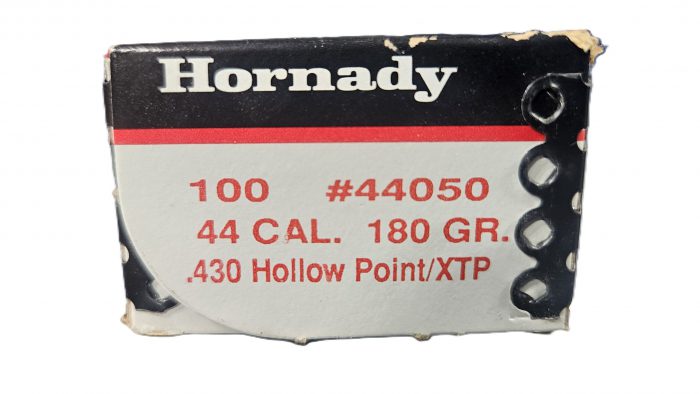 Hornady
100 #44050
44 CAL. 180 GR.
.430 Hollow Point/XTP